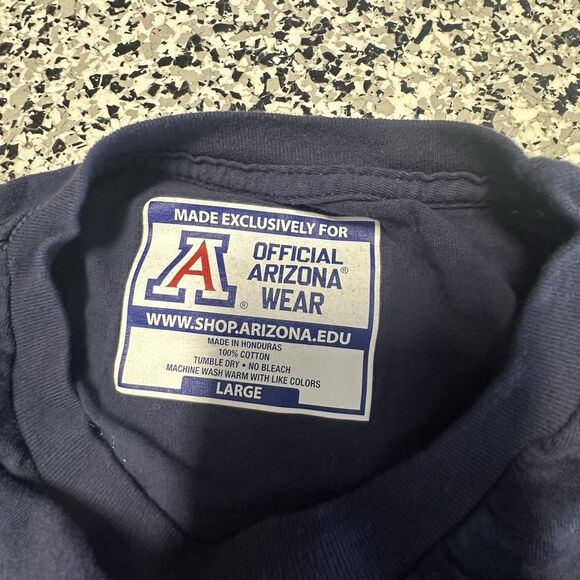 MADE EXCLUSIVELY FOR
A ®
OFFICIAL
ARIZONA®
WEAR
WWW.SHOP.ARIZONA.EDU
MADE IN HONDURAS
100% COTTON
TUMBLE DRY • NO BLEACH
MACHINE WASH WARM WITH LIKE COLORS
LARGE